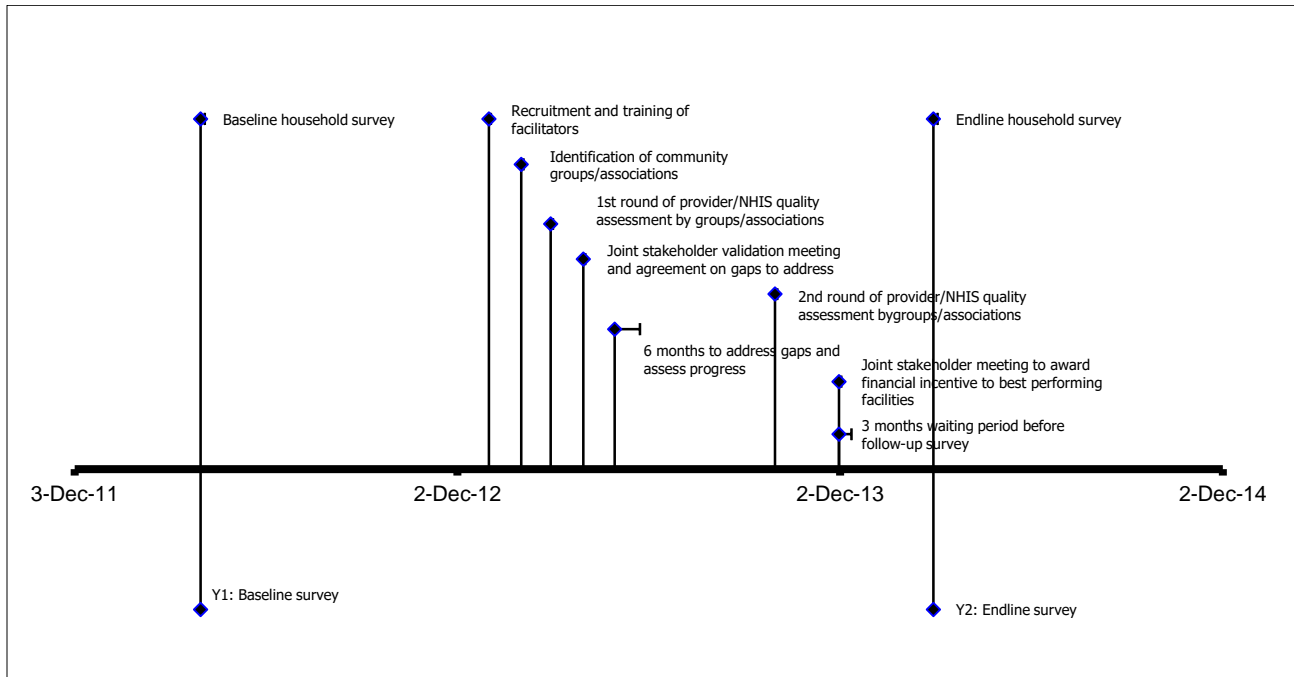 Baseline household survey
Recruitment and training of
facilitators
Endline household survey
Identification of community
groups/associations
1st round of provider/NHIS quality
assessment by groups/associations
Joint stakeholder validation meeting
and agreement on gaps to address
2nd round of provider/NHIS quality
assessment bygroups/associations
6 months to address gaps and
assess progress
Joint stakeholder meeting to award
financial incentive to best performing
facilities
3 months waiting period before
follow-up survey
3-Dec-11
2-Dec-12
2-Dec-13
2-Dec-14
Y1: Baseline survey
Y2: Endline survey